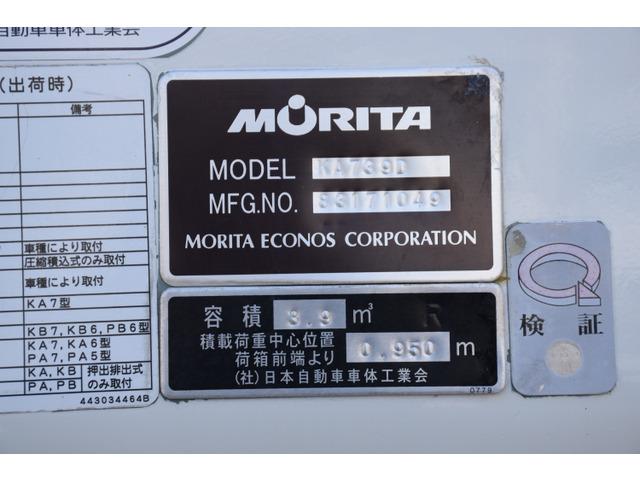 自動車車体工業会
(出荷時)
備考
車種により取付
圧縮積込式のみ取付
車種により取付
KA7型
KB7,KB6,PB6型
KA7,KA6型
PA7,PA5型
KA,KB 押出排出式
PA,PB のみ取付
443034464B
MORITA
MODEL KA739D
MFG.NO. 83171049
MORITA ECONOS CORPORATION
容積 3.9 m³ R
積載荷重中心位置
荷箱前端より 0.950 m
(社)日本自動車車体工業会
0779
検証